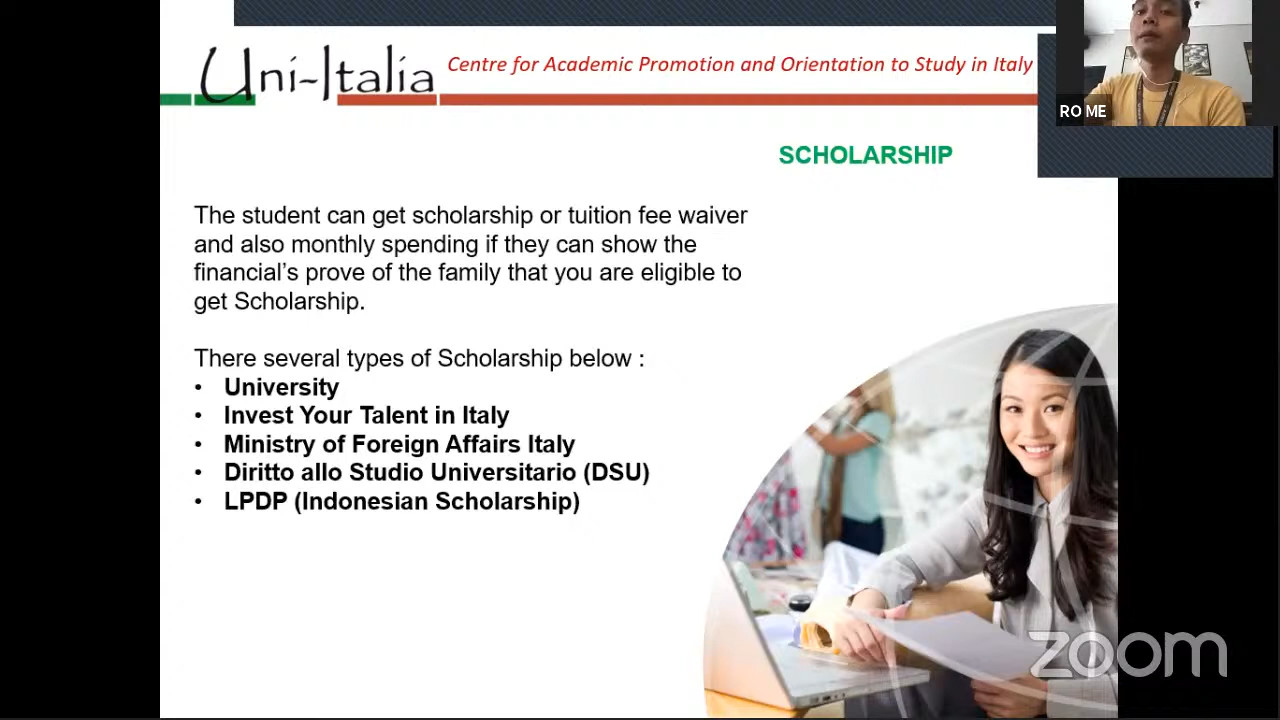 Uni-Italia
Centre for Academic Promotion and Orientation to Study in Italy
RO ME
SCHOLARSHIP
The student can get scholarship or tuition fee waiver
and also monthly spending if they can show the
financial's prove of the family that you are eligible to
get Scholarship.
There several types of Scholarship below :
• University
• Invest Your Talent in Italy
• Ministry of Foreign Affairs Italy
• Diritto allo Studio Universitario (DSU)
• LPDP (Indonesian Scholarship)
zoom